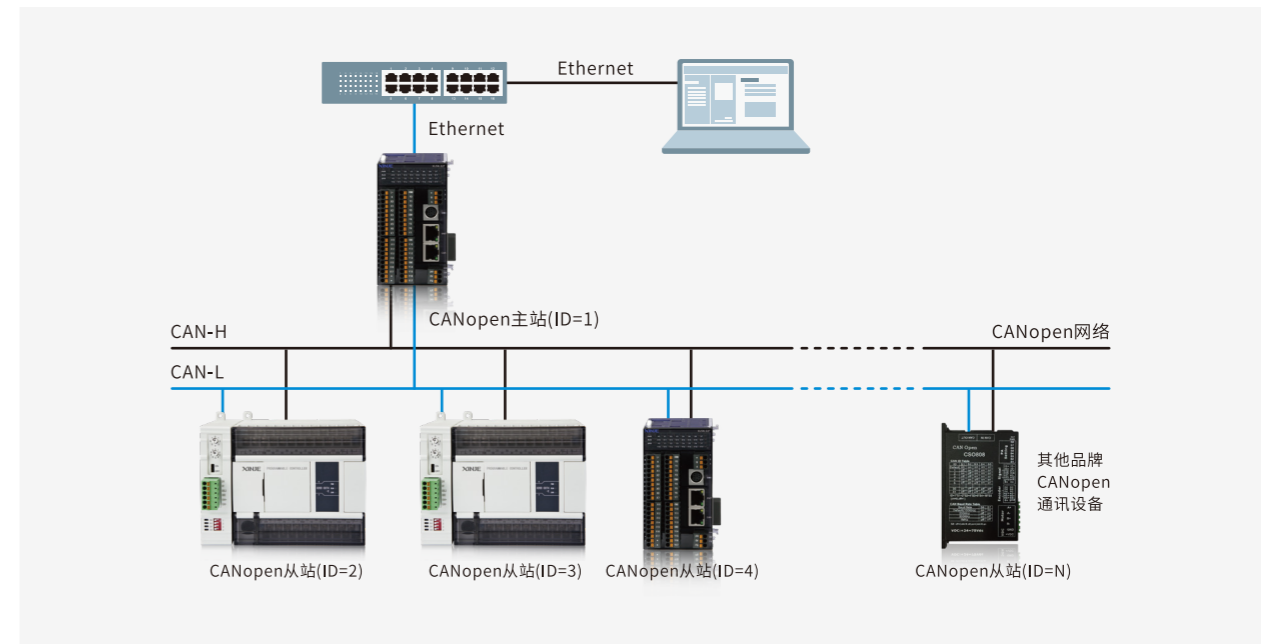 Ethernet
Ethernet
CANopen主站(ID=1)
CAN-H
CANopen网络
CAN-L
XINJE
XINJE
CAN Open
其他品牌
CANopen
通讯设备
CANopen从站(ID=2)
CANopen从站(ID=3)
CANopen从站(ID=4)
CANopen从站(ID=N)